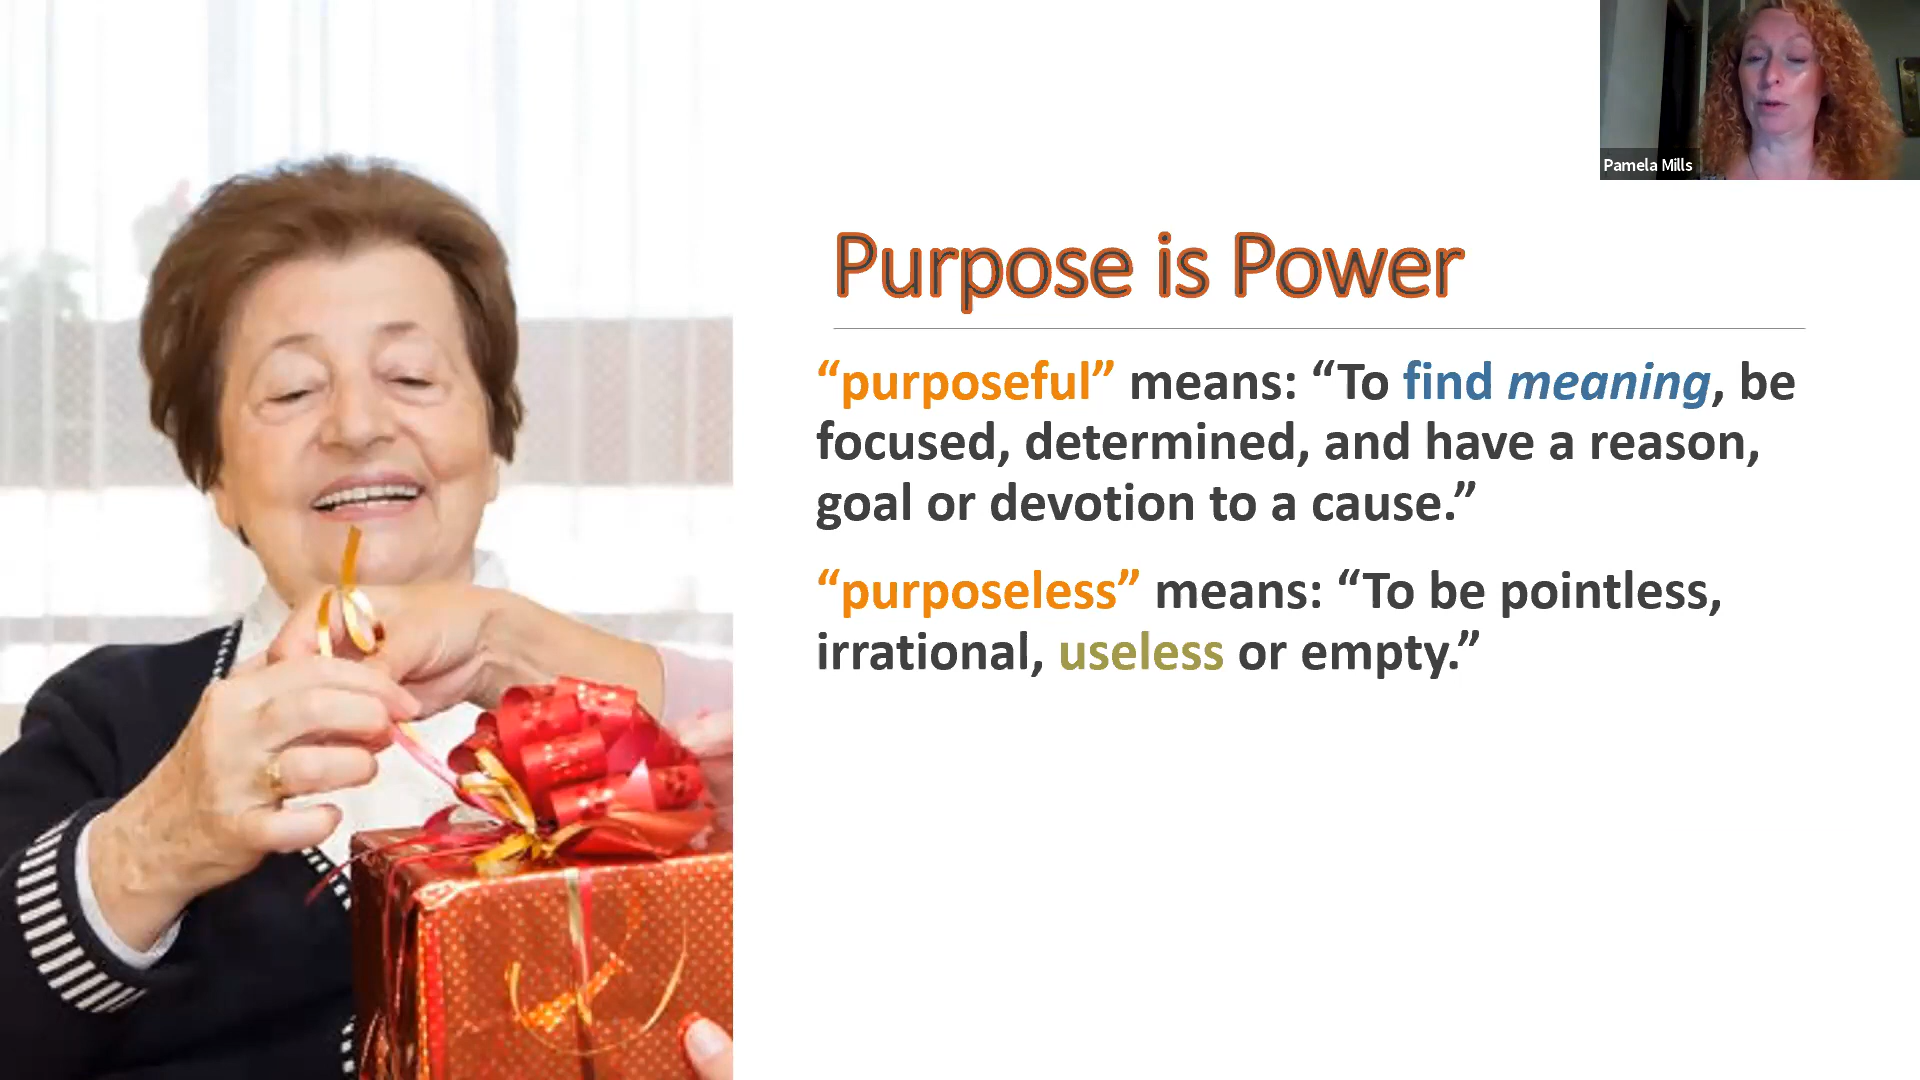 Pamela Mills
Purpose is Power
“purposeful” means: “To find meaning, be
focused, determined, and have a reason,
goal or devotion to a cause.”
“purposeless” means: “To be pointless,
irrational, useless or empty.”